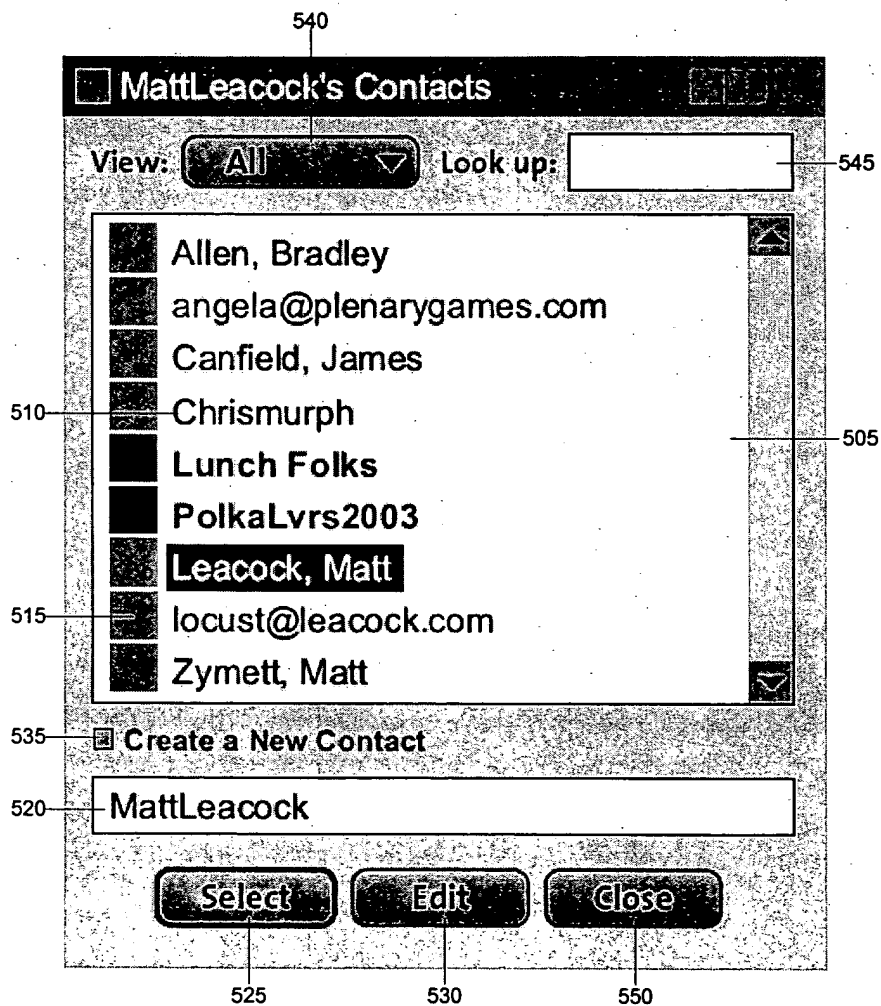 540
MattLeacock's Contacts
View: All Look up: 545
Allen, Bradley
angela@plenarygames.com
Canfield, James
510 Chrismurph
505
Lunch Folks
PolkaLvrs2003
Leacock, Matt
515 locust@leacock.com
Zymett, Matt
535 Create a New Contact
520 MattLeacock
Select Edit Close
525 530 550